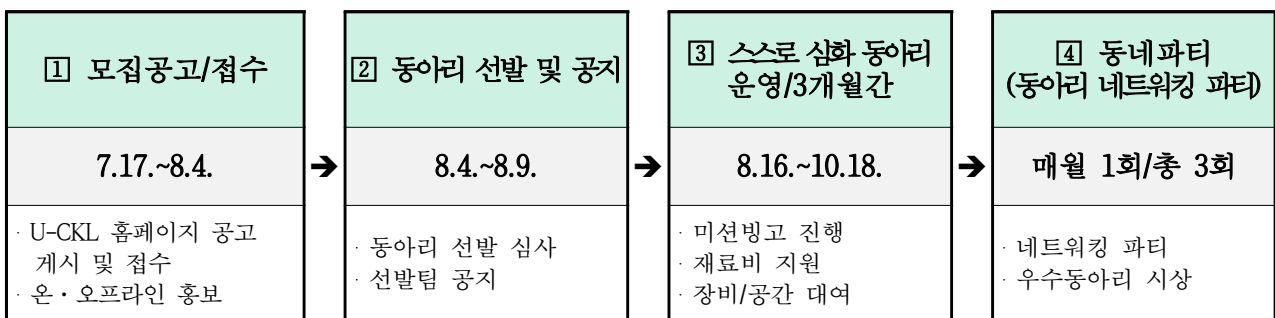 1 모집공고/접수
7.17.~8.4.
· U-CKL 홈페이지 공고
게시 및 접수
· 온·오프라인 홍보
➔
2 동아리 선발 및 공지
8.4.~8.9.
· 동아리 선발 심사
· 선발팀 공지
➔
3 스스로 심화 동아리
운영/3개월간
8.16.~10.18.
· 미션빙고 진행
· 재료비 지원
· 장비/공간 대여
➔
4 동네파티
(동아리 네트워킹 파티)
매월 1회/총 3회
· 네트워킹 파티
· 우수동아리 시상